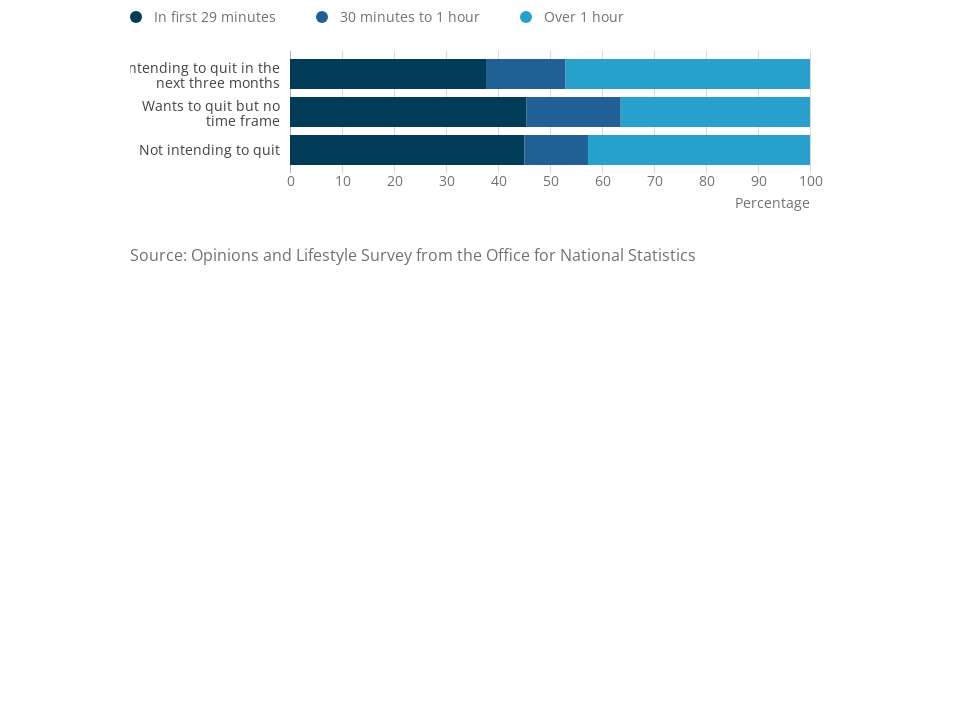 In first 29 minutes 30 minutes to 1 hour Over 1 hour
ntending to quit in the
next three months
Wants to quit but no
time frame
Not intending to quit
0 10 20 30 40 50 60 70 80 90 100
Percentage
Source: Opinions and Lifestyle Survey from the Office for National Statistics